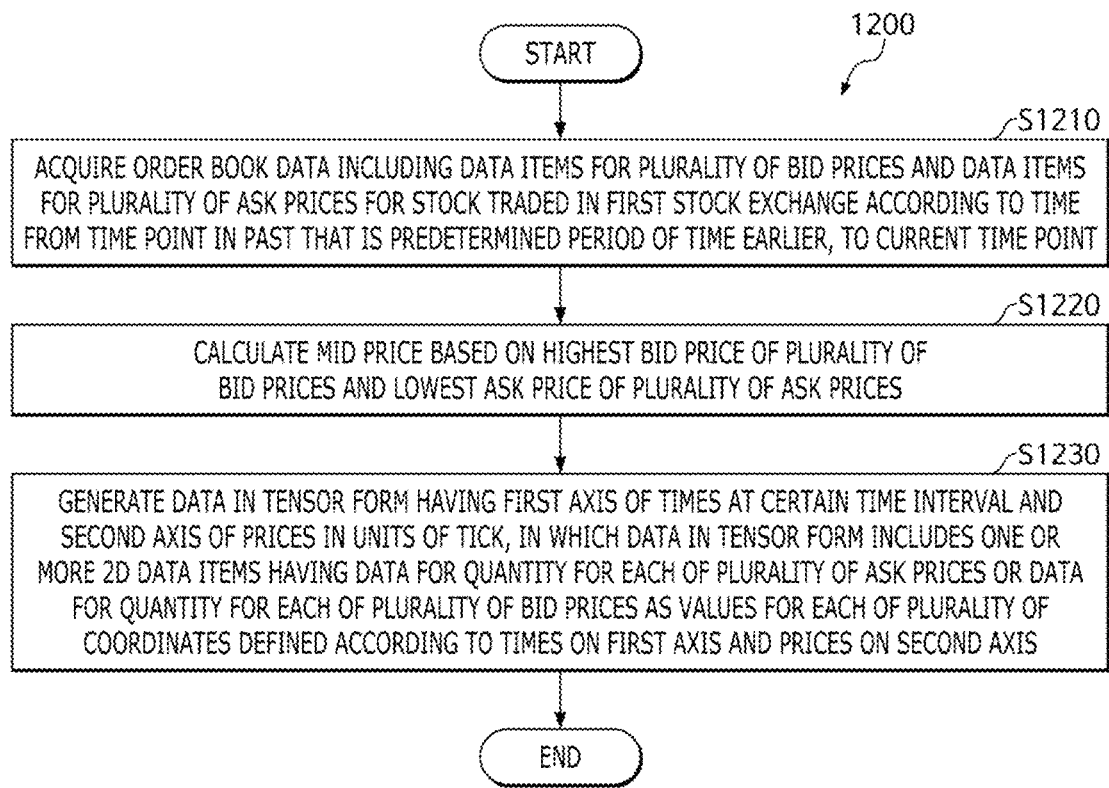 1200
START
S1210
ACQUIRE ORDER BOOK DATA INCLUDING DATA ITEMS FOR PLURALITY OF BID PRICES AND DATA ITEMS
FOR PLURALITY OF ASK PRICES FOR STOCK TRADED IN FIRST STOCK EXCHANGE ACCORDING TO TIME
FROM TIME POINT IN PAST THAT IS PREDETERMINED PERIOD OF TIME EARLIER, TO CURRENT TIME POINT
S1220
CALCULATE MID PRICE BASED ON HIGHEST BID PRICE OF PLURALITY OF
BID PRICES AND LOWEST ASK PRICE OF PLURALITY OF ASK PRICES
S1230
GENERATE DATA IN TENSOR FORM HAVING FIRST AXIS OF TIMES AT CERTAIN TIME INTERVAL AND
SECOND AXIS OF PRICES IN UNITS OF TICK, IN WHICH DATA IN TENSOR FORM INCLUDES ONE OR
MORE 2D DATA ITEMS HAVING DATA FOR QUANTITY FOR EACH OF PLURALITY OF ASK PRICES OR DATA
FOR QUANTITY FOR EACH OF PLURALITY OF BID PRICES AS VALUES FOR EACH OF PLURALITY OF
COORDINATES DEFINED ACCORDING TO TIMES ON FIRST AXIS AND PRICES ON SECOND AXIS
END